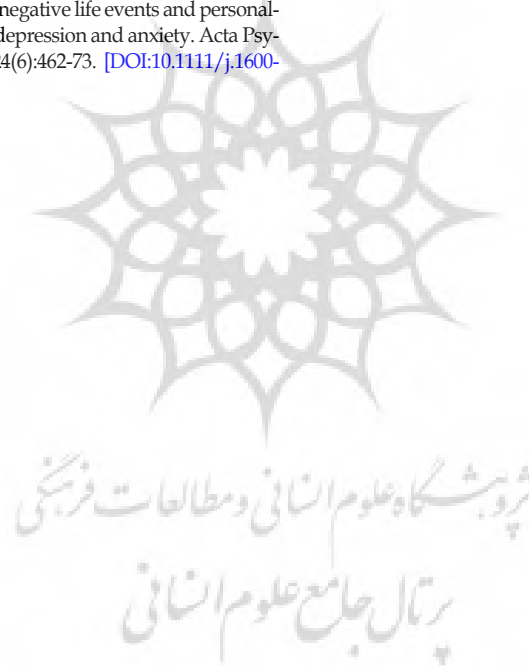 negative life events and personal-
depression and anxiety. Acta Psy-
24(6):462-73. [DOI:10.1111/j.1600-
پژوهشگاه علوم انسانی و مطالعات فرهنگی
پرتال جامع علوم انسانی